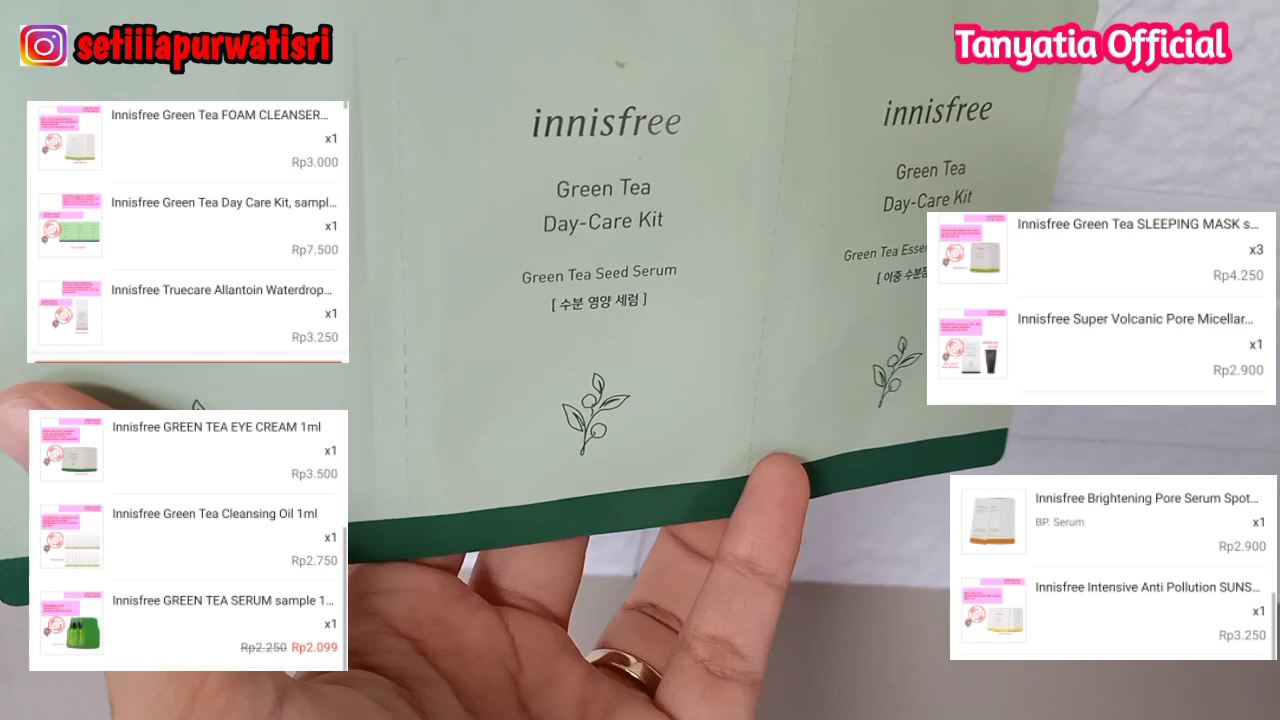 setiiiapurwatisri
Tanyatia Official
Innisfree Green Tea FOAM CLEANSER...
x1
Rp3.000
Innisfree Green Tea Day Care Kit, sampl...
x1
Rp7.500
Innisfree Truecare Allantoin Waterdrop...
x1
Rp3.250
Innisfree GREEN TEA EYE CREAM 1ml
x1
Rp3.500
Innisfree Green Tea Cleansing Oil 1ml
x1
Rp2.750
Innisfree GREEN TEA SERUM sample 1...
x1
Rp2.250 Rp2.099
innisfree
Green Tea
Day-Care Kit
Green Tea Seed Serum
[ 수분 영양 세럼 ]
innisfree
Green Tea
Day-Care Kit
Green Tea
[ 이중 수분
Innisfree Green Tea SLEEPING MASK s...
x3
Rp4.250
Innisfree Super Volcanic Pore Micellar...
x1
Rp2.900
Innisfree Brightening Pore Serum Spot...
BP. Serum
x1
Rp2.900
Innisfree Intensive Anti Pollution SUNS...
x1
Rp3.250